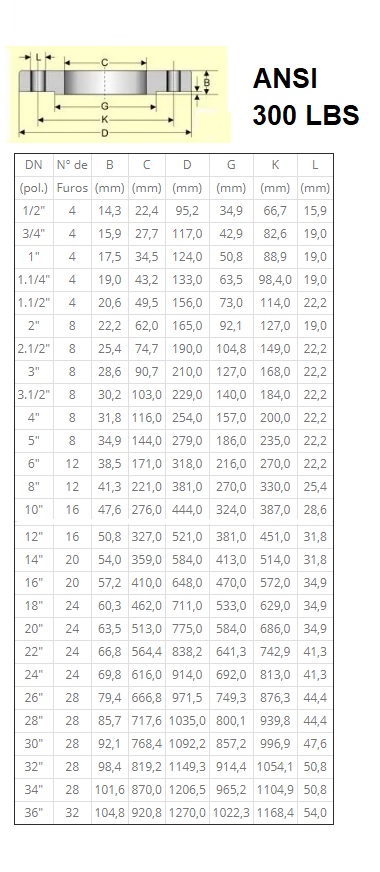 L
C
B
G
K
D
ANSI
300 LBS
DN N° de B C D G K L
(pol.) Furos (mm) (mm) (mm) (mm) (mm) (mm)
1/2" 4 14,3 22,4 95,2 34,9 66,7 15,9
3/4" 4 15,9 27,7 117,0 42,9 82,6 19,0
1" 4 17,5 34,5 124,0 50,8 88,9 19,0
1.1/4" 4 19,0 43,2 133,0 63,5 98,4,0 19,0
1.1/2" 4 20,6 49,5 156,0 73,0 114,0 22,2
2" 8 22,2 62,0 165,0 92,1 127,0 19,0
2.1/2" 8 25,4 74,7 190,0 104,8 149,0 22,2
3" 8 28,6 90,7 210,0 127,0 168,0 22,2
3.1/2" 8 30,2 103,0 229,0 140,0 184,0 22,2
4" 8 31,8 116,0 254,0 157,0 200,0 22,2
5" 8 34,9 144,0 279,0 186,0 235,0 22,2
6" 12 38,5 171,0 318,0 216,0 270,0 22,2
8" 12 41,3 221,0 381,0 270,0 330,0 25,4
10" 16 47,6 276,0 444,0 324,0 387,0 28,6
12" 16 50,8 327,0 521,0 381,0 451,0 31,8
14" 20 54,0 359,0 584,0 413,0 514,0 31,8
16" 20 57,2 410,0 648,0 470,0 572,0 34,9
18" 24 60,3 462,0 711,0 533,0 629,0 34,9
20" 24 63,5 513,0 775,0 584,0 686,0 34,9
22" 24 66,8 564,4 838,2 641,3 742,9 41,3
24" 24 69,8 616,0 914,0 692,0 813,0 41,3
26" 28 79,4 666,8 971,5 749,3 876,3 44,4
28" 28 85,7 717,6 1035,0 800,1 939,8 44,4
30" 28 92,1 768,4 1092,2 857,2 996,9 47,6
32" 28 98,4 819,2 1149,3 914,4 1054,1 50,8
34" 28 101,6 870,0 1206,5 965,2 1104,9 50,8
36" 32 104,8 920,8 1270,0 1022,3 1168,4 54,0